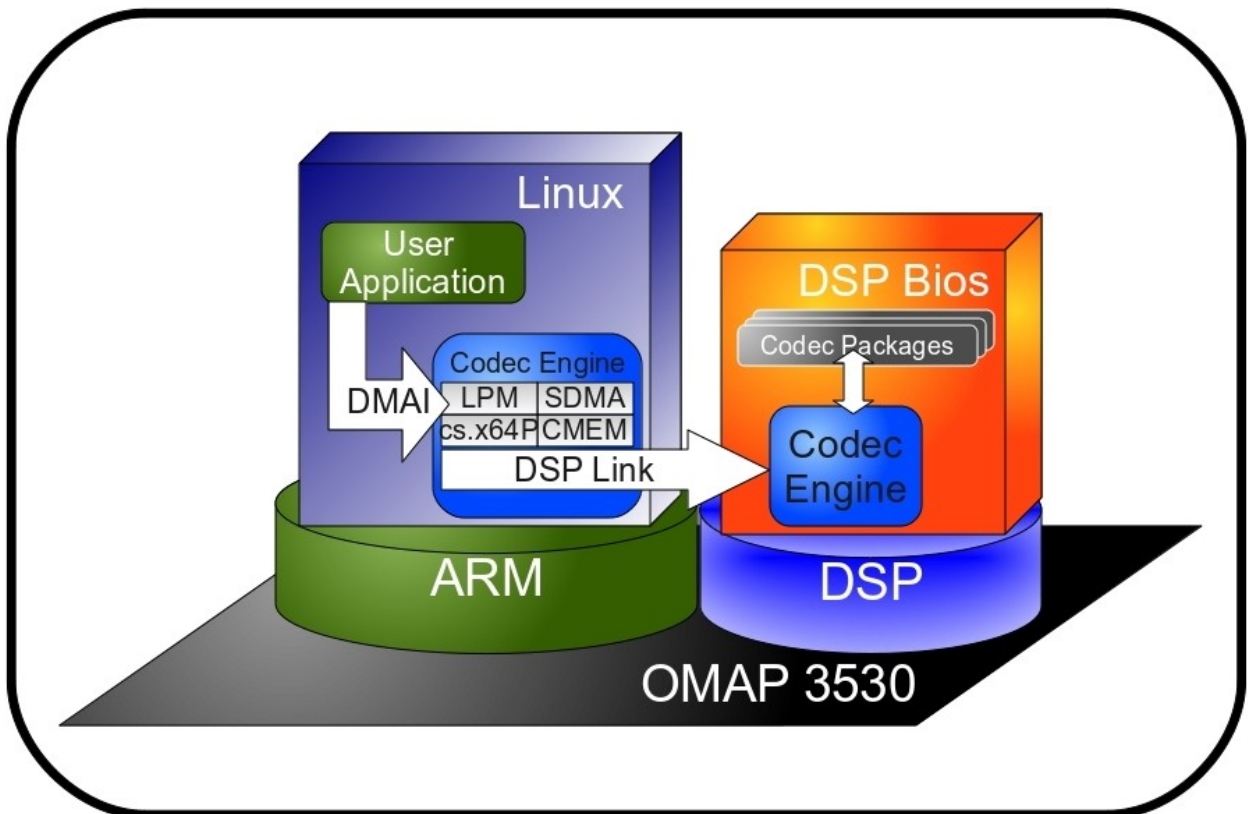 Linux
User
Application
DMAI
Codec Engine
LPM
SDMA
cs.x64P
CMEM
DSP Link
DSP Bios
Codec Packages
Codec
Engine
ARM
DSP
OMAP 3530